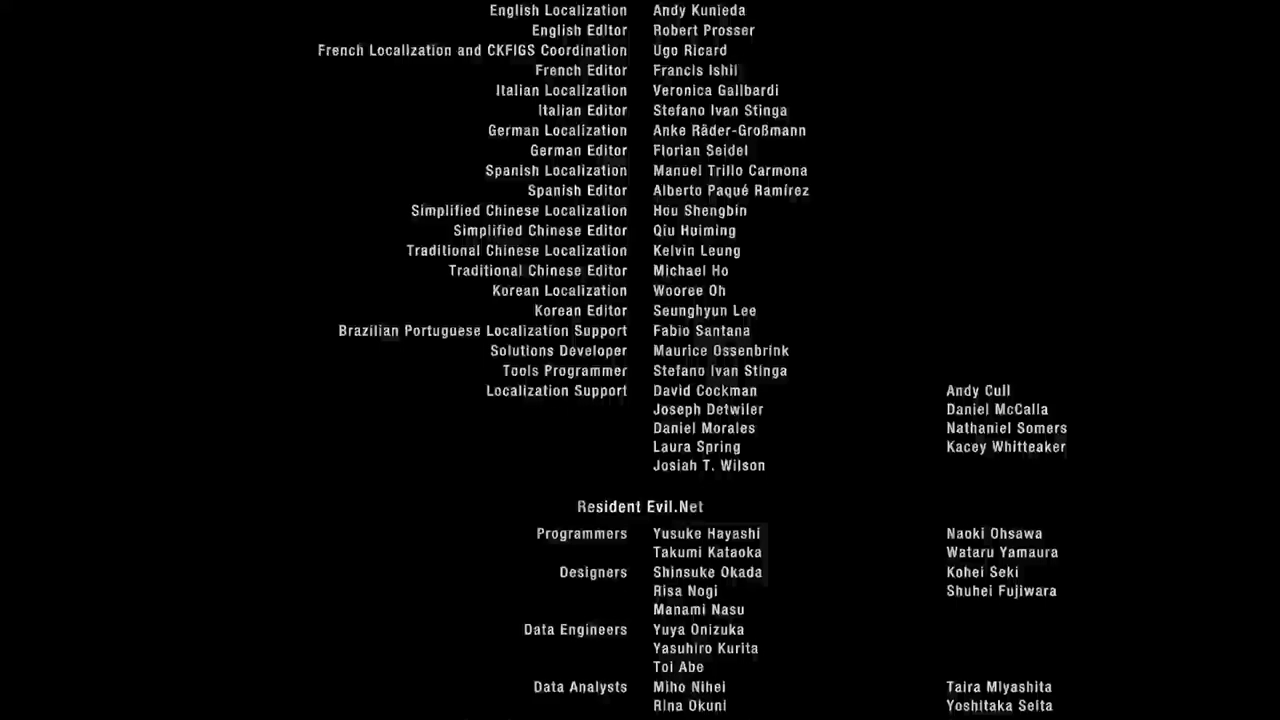 English Localization Andy Kunieda
English Editor Robert Prosser
French Localization and CKFIGS Coordination Ugo Ricard
French Editor Francis Ishii
Italian Localization Veronica Gallbardi
Italian Editor Stefano Ivan Stinga
German Localization Anke Räder-Großmann
German Editor Florian Seidel
Spanish Localization Manuel Trillo Carmona
Spanish Editor Alberto Paqué Ramírez
Simplified Chinese Localization Hou Shengbin
Simplified Chinese Editor Qiu Huiming
Traditional Chinese Localization Kelvin Leung
Traditional Chinese Editor Michael Ho
Korean Localization Wooree Oh
Korean Editor Seunghyun Lee
Brazilian Portuguese Localization Support Fabio Santana
Solutions Developer Maurice Ossenbrink
Tools Programmer Stefano Ivan Stinga
Localization Support David Cockman Andy Cull
Joseph Detwiler Daniel McCalla
Daniel Morales Nathaniel Somers
Laura Spring Kacey Whitteaker
Josiah T. Wilson
Resident Evil.Net
Programmers Yusuke Hayashi Naoki Ohsawa
Takumi Kataoka Wataru Yamaura
Designers Shinsuke Okada Kohei Seki
Risa Nogi Shuhei Fujiwara
Manami Nasu
Data Engineers Yuya Onizuka
Yasuhiro Kurita
Toi Abe
Data Analysts Miho Nihei Taira Miyashita
Rina Okuni Yoshitaka Seita